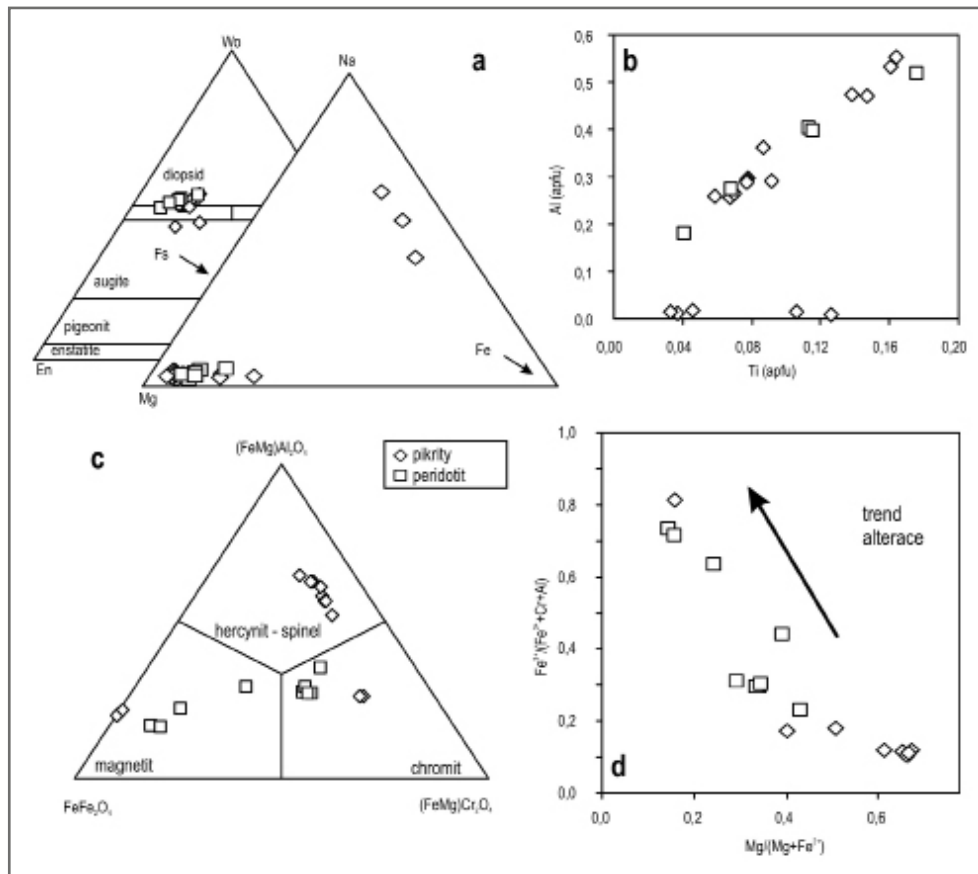 Wo
a
Na
diopsid
Fs
augite
pigeonit
enstatite
En
Fe
Mg
b
0,6
0,5
0,4
0,3
0,2
0,1
0,0
Al (apfu)
0,00
0,04
0,08
0,12
0,16
0,20
Ti (apfu)
c
(FeMg)Al₂O₄
pikrity
peridotit
hercynit - spinel
magnetit
chromit
FeFe₂O₄
(FeMg)Cr₂O₄
1,0
0,8
0,6
0,4
0,2
0,0
trend
alterace
d
0,0
0,2
0,4
0,6
Mg/(Mg+Fe²⁺)